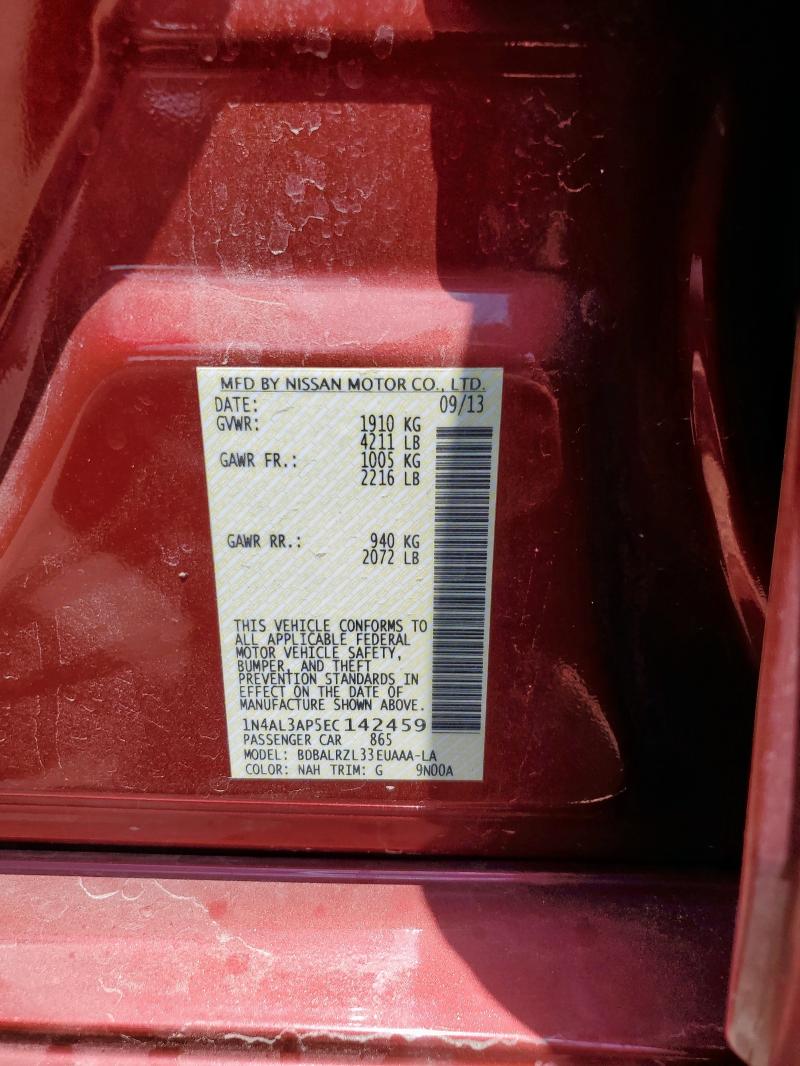 MFD BY NISSAN MOTOR CO., LTD.
DATE: 09/13
GVWR: 1910 KG
4211 LB
GAWR FR.: 1005 KG
2216 LB
GAWR RR.: 940 KG
2072 LB
THIS VEHICLE CONFORMS TO
ALL APPLICABLE FEDERAL
MOTOR VEHICLE SAFETY,
BUMPER, AND THEFT
PREVENTION STANDARDS IN
EFFECT ON THE DATE OF
MANUFACTURE SHOWN ABOVE.
1N4AL3AP5EC142459
PASSENGER CAR 865
MODEL: BDBALRZL33EUAAA-LA
COLOR: NAH TRIM: G 9N00A